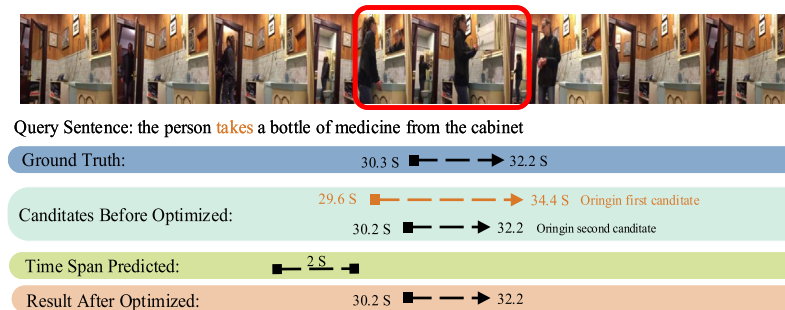 Query Sentence: the person takes a bottle of medicine from the cabinet
Ground Truth: 30.3 S 32.2 S
29.6 S 34.4 S Oringin first canditate
Canditates Before Optimized:
30.2 S 32.2 Oringin second canditate
Time Span Predicted: 2 S
Result After Optimized: 30.2 S 32.2